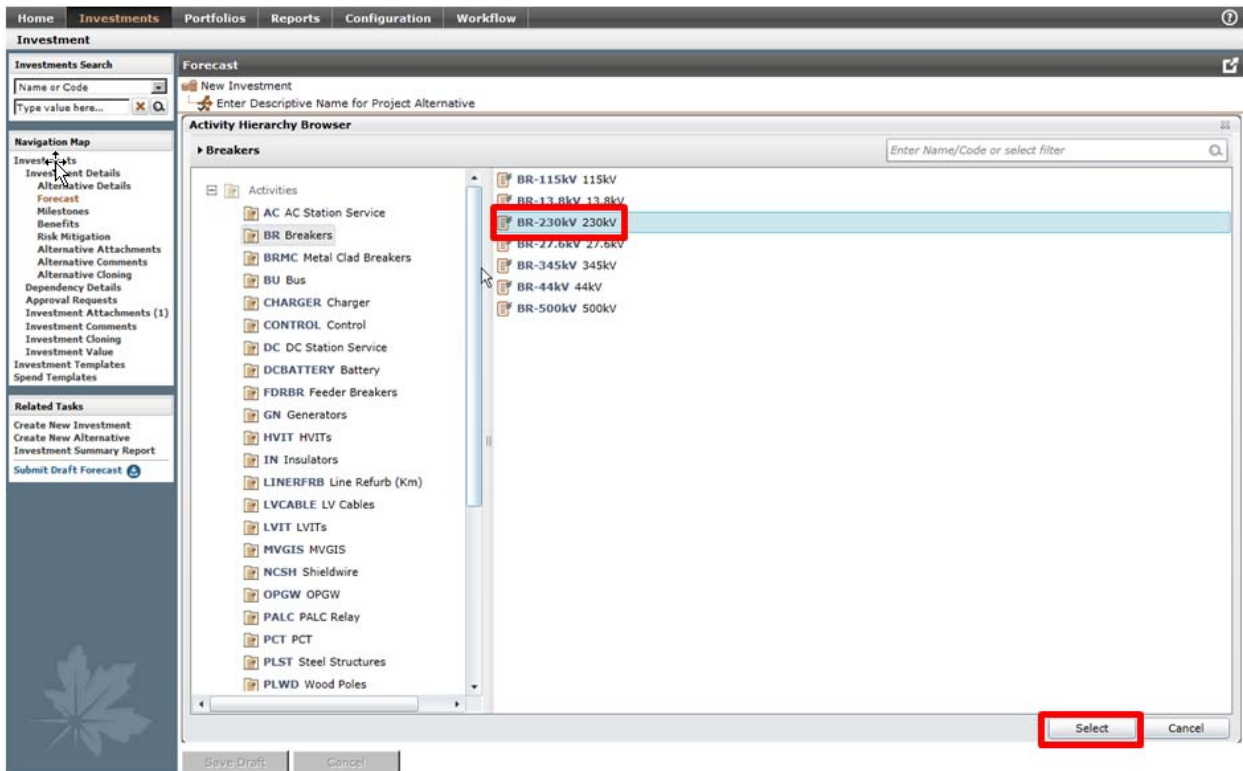 Home Investments Portfolios Reports Configuration Workflow
Investment
Investments Search
Name or Code
Type value here...
Navigation Map
Investments
Investment Details
Alternative Details
Forecast
Milestones
Benefits
Risk Mitigation
Alternative Attachments
Alternative Comments
Alternative Cloning
Dependency Details
Approval Requests
Investment Attachments (1)
Investment Comments
Investment Cloning
Investment Value
Investment Templates
Spend Templates
Related Tasks
Create New Investment
Create New Alternative
Investment Summary Report
Submit Draft Forecast
Forecast
New Investment
Enter Descriptive Name for Project Alternative
Activity Hierarchy Browser
Breakers
Enter Name/Code or select filter
Activities
AC AC Station Service
BR Breakers
BRMC Metal Clad Breakers
BU Bus
CHARGER Charger
CONTROL Control
DC DC Station Service
DCBATTERY Battery
FDRBR Feeder Breakers
GN Generators
HVIT HVITs
IN Insulators
LINERFRB Line Refurb (Km)
LVCABLE LV Cables
LVIT LVITs
MVGIS MVGIS
NCSH Shieldwire
OPGW OPGW
PALC PALC Relay
PCT PCT
PLST Steel Structures
PLWD Wood Poles
BR-115kV 115kV
BR-13.8kV 13.8kV
BR-230kV 230kV
BR-27.6kV 27.6kV
BR-345kV 345kV
BR-44kV 44kV
BR-500kV 500kV
Select Cancel
Save Draft Cancel